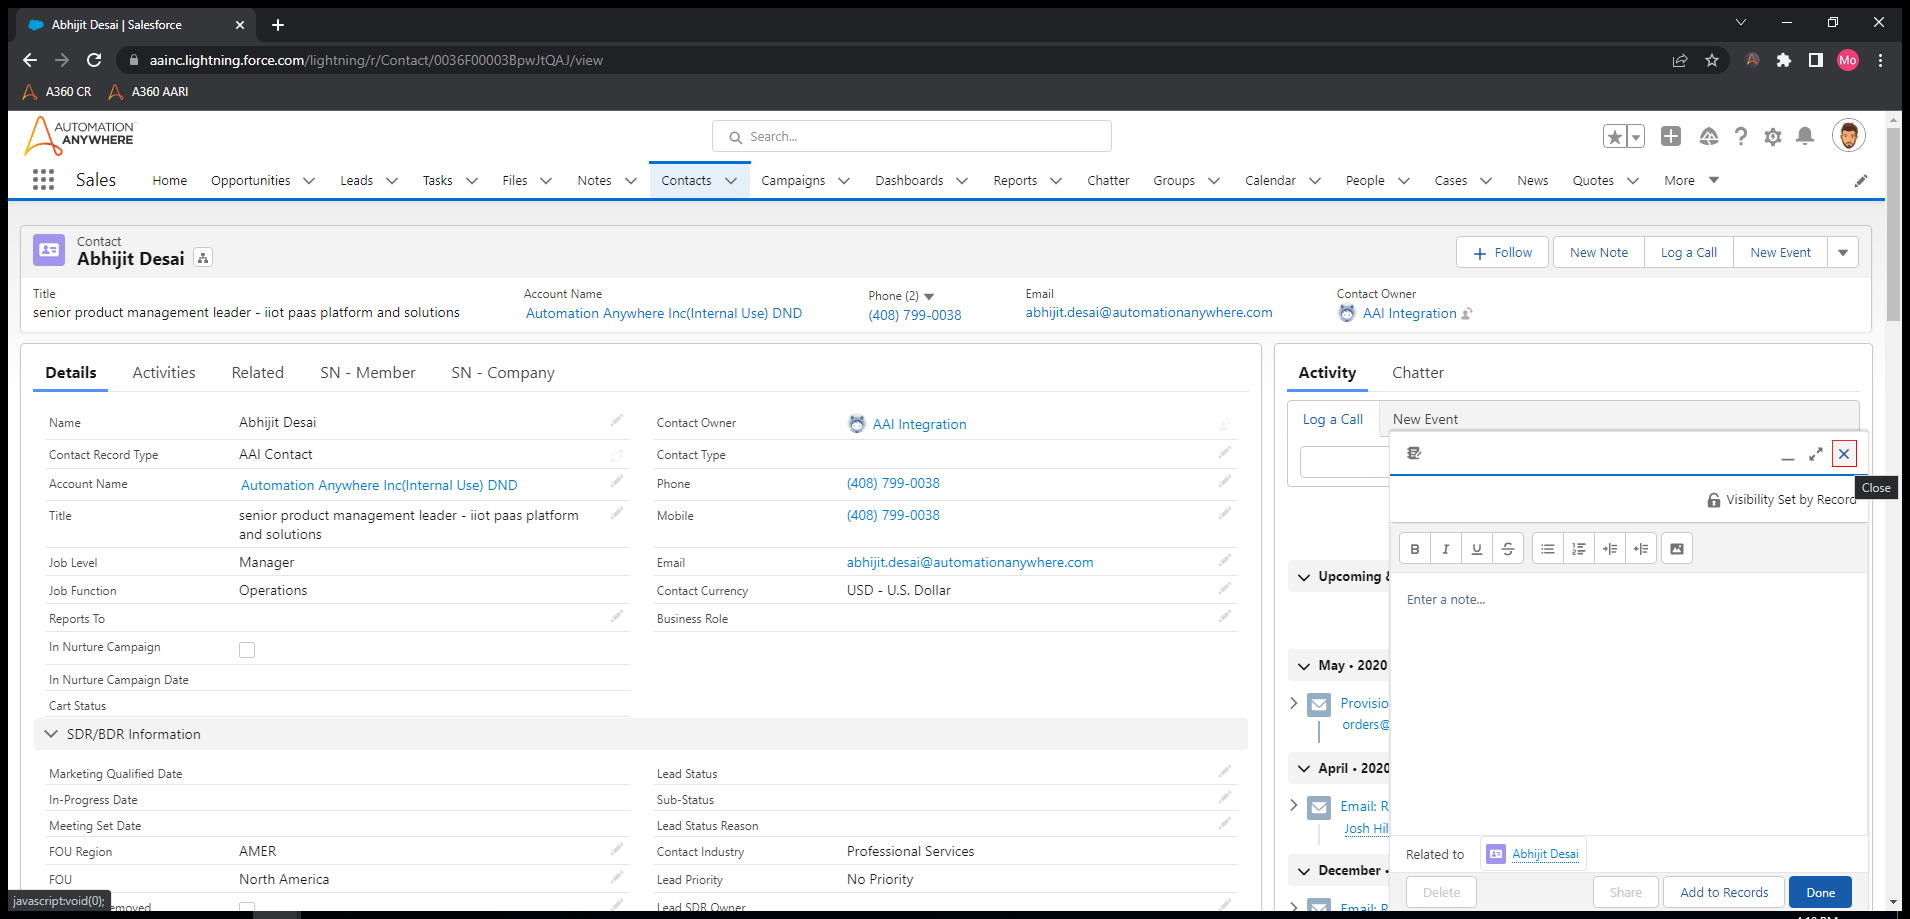 Abhijit Desai | Salesforce
aainc.lightning.force.com/lightning/r/Contact/0036F00003BpwJtQAJ/view
Mo
A360 CR A360 AARI
AUTOMATION
ANYWHERE
Search...
Sales Home Opportunities Leads Tasks Files Notes Contacts Campaigns Dashboards Reports Chatter Groups Calendar People Cases News Quotes More
Contact
Abhijit Desai
Follow New Note Log a Call New Event
Title Account Name Phone (2) Email Contact Owner
senior product management leader - iiot paas platform and solutions Automation Anywhere Inc(Internal Use) DND (408) 799-0038 abhijit.desai@automationanywhere.com AAI Integration
Details Activities Related SN - Member SN - Company
Name Abhijit Desai Contact Owner AAI Integration
Contact Record Type AAI Contact Contact Type
Account Name Automation Anywhere Inc(Internal Use) DND Phone (408) 799-0038
Title senior product management leader - iiot paas platform Mobile (408) 799-0038
and solutions
Job Level Manager Email abhijit.desai@automationanywhere.com
Job Function Operations Contact Currency USD - U.S. Dollar
Reports To Business Role
In Nurture Campaign
In Nurture Campaign Date
Cart Status
SDR/BDR Information
Marketing Qualified Date Lead Status
In-Progress Date Sub-Status
Meeting Set Date Lead Status Reason
FOU Region AMER Contact Industry Professional Services
FOU North America Lead Priority No Priority
emoved Lead SDR Owner
javascript:void(0);
Activity Chatter
Log a Call New Event
Upcoming &
May • 2020
Provisio
orders@
April • 2020
Email: R
Josh Hil
December •
Email: R
Close
Visibility Set by Record
B I U S
Enter a note...
Related to Abhijit Desai
Delete Share Add to Records Done